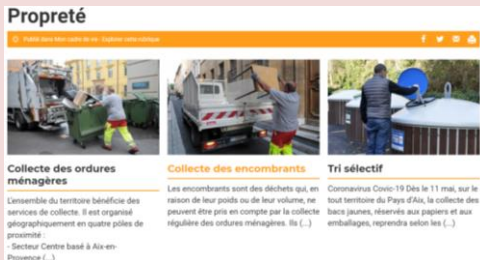 Propreté
Publié dans Mon cadre de vie - Explorer cette rubrique
Collecte des ordures
ménagères
L'ensemble du territoire bénéficie des
services de collecte. Il est organisé
géographiquement en quatre pôles de
proximité :
- Secteur Centre basé à Aix-en-
Provence (...)
Collecte des encombrants
Les encombrants sont des déchets qui, en
raison de leur poids ou de leur volume, ne
peuvent être pris en compte par la collecte
régulière des ordures ménagères. Ils (...)
Tri sélectif
Coronavirus Covic-19 Dès le 11 mai, sur le
tout territoire du Pays d'Aix, la collecte des
bacs jaunes, réservés aux papiers et aux
emballages, reprendra selon les (...)